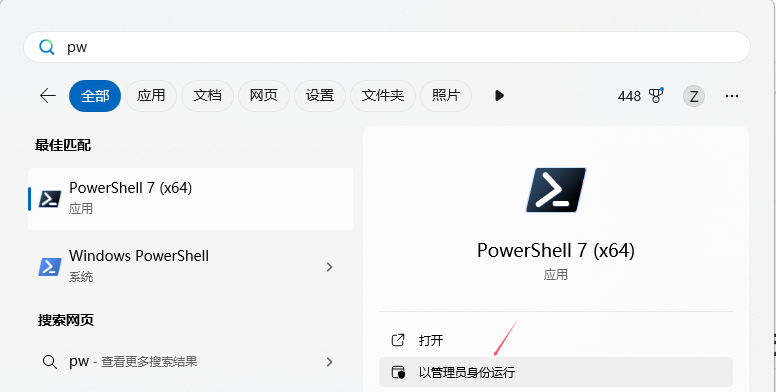 pw
全部 应用 文档 网页 设置 文件夹 照片 448 Z
最佳匹配
PowerShell 7 (x64)
应用
Windows PowerShell
系统
搜索网页
pw - 查看更多搜索结果
PowerShell 7 (x64)
应用
打开
以管理员身份运行